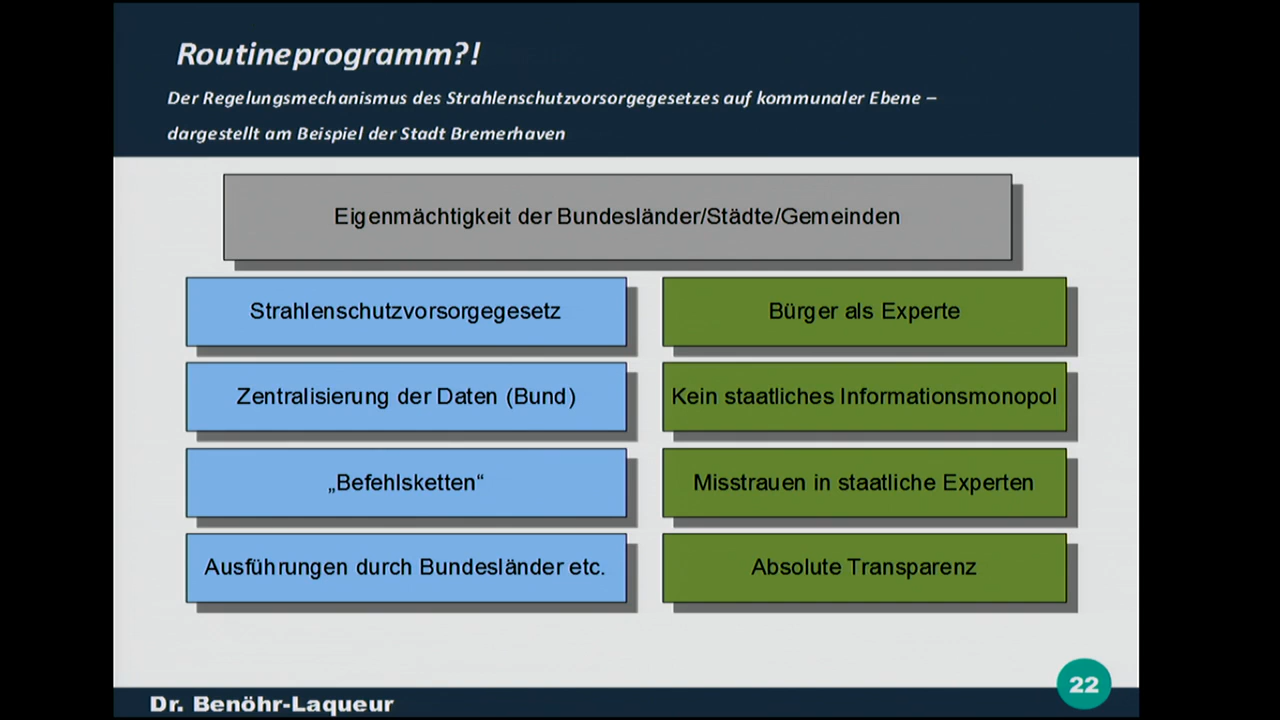 Routineprogramm?!
Der Regelungsmechanismus des Strahlenschutzvorsorgegesetzes auf kommunaler Ebene –
dargestellt am Beispiel der Stadt Bremerhaven
Eigenmächtigkeit der Bundesländer/Städte/Gemeinden
Strahlenschutzvorsorgegesetz
Bürger als Experte
Zentralisierung der Daten (Bund)
Kein staatliches Informationsmonopol
„Befehlsketten“
Misstrauen in staatliche Experten
Ausführungen durch Bundesländer etc.
Absolute Transparenz
Dr. Benöhr-Laqueur
22